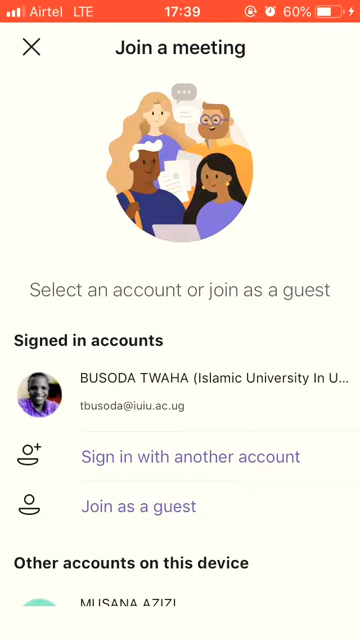 Airtel LTE 17:39 60%
Join a meeting
Select an account or join as a guest
Signed in accounts
BUSODA TWAHA (Islamic University In U...
tbusoda@iuiu.ac.ug
Sign in with another account
Join as a guest
Other accounts on this device
MUSANA AZIZI